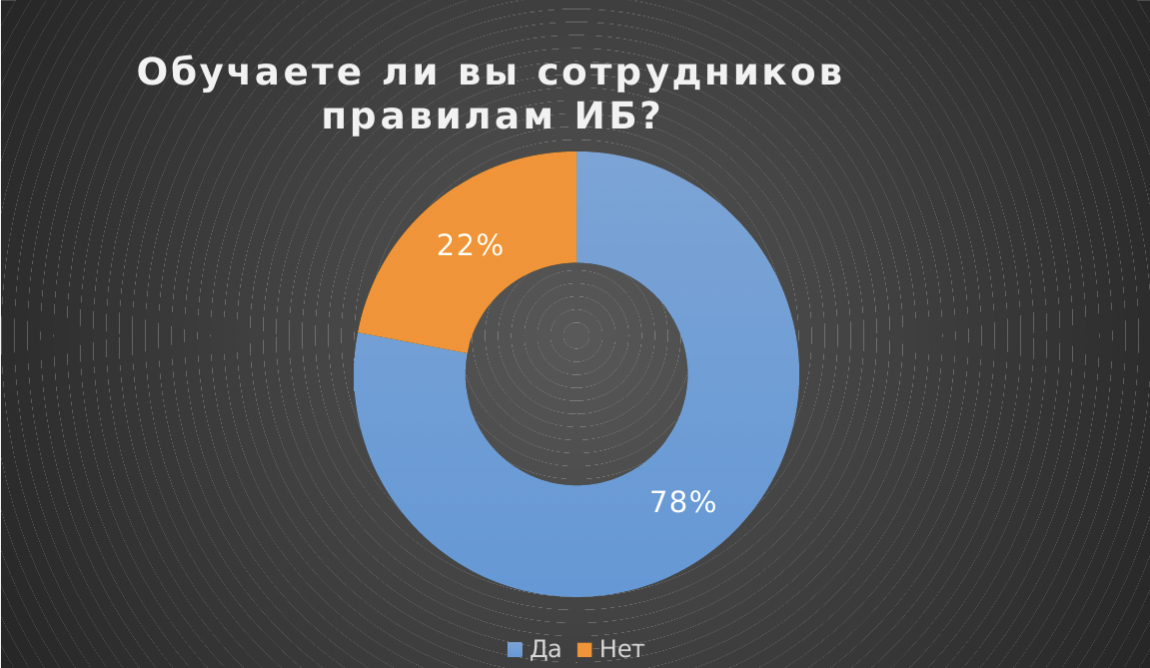 Обучаете ли вы сотрудников
правилам ИБ?
22%
78%
Да Нет